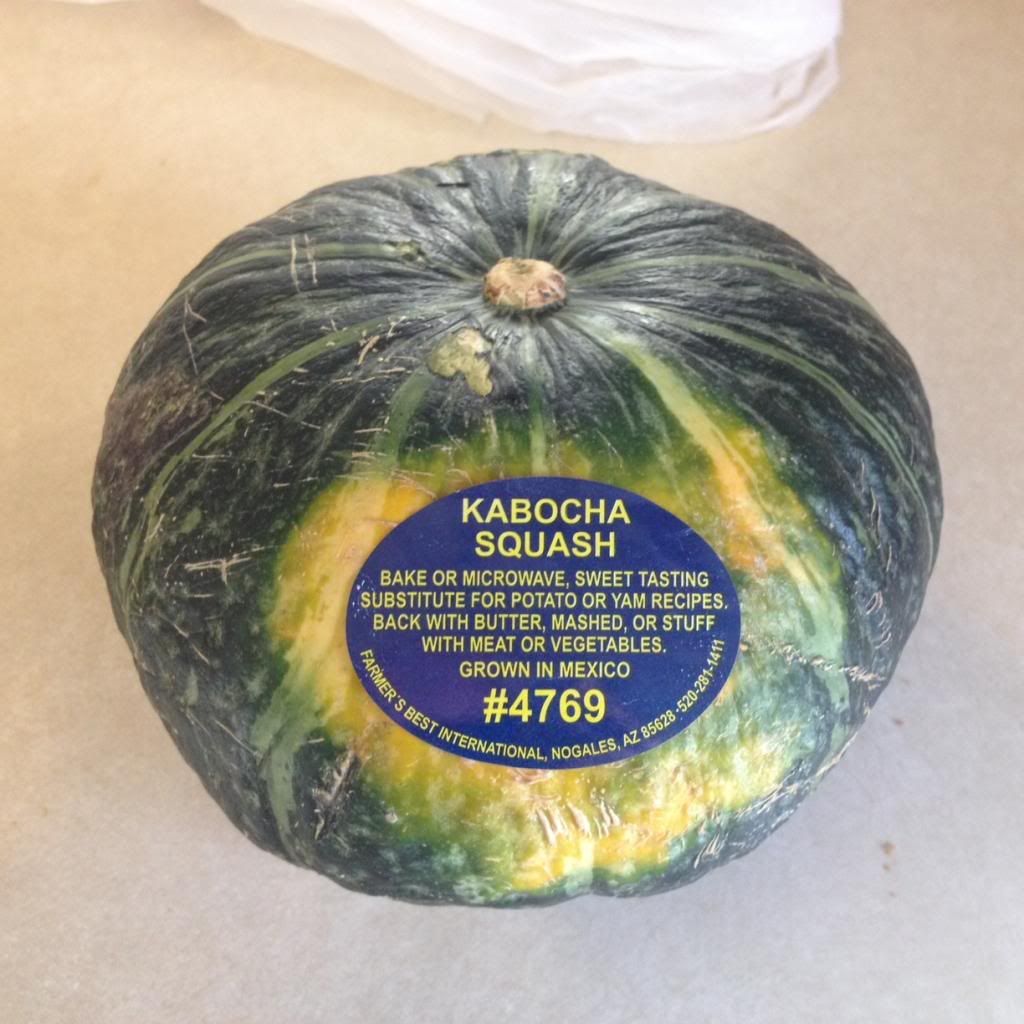 KABOCHA
SQUASH
BAKE OR MICROWAVE, SWEET TASTING
SUBSTITUTE FOR POTATO OR YAM RECIPES.
BACK WITH BUTTER, MASHED, OR STUFF
WITH MEAT OR VEGETABLES.
GROWN IN MEXICO
#4769
FARMER'S BEST INTERNATIONAL, NOGALES, AZ 85628 · 520-281-1411